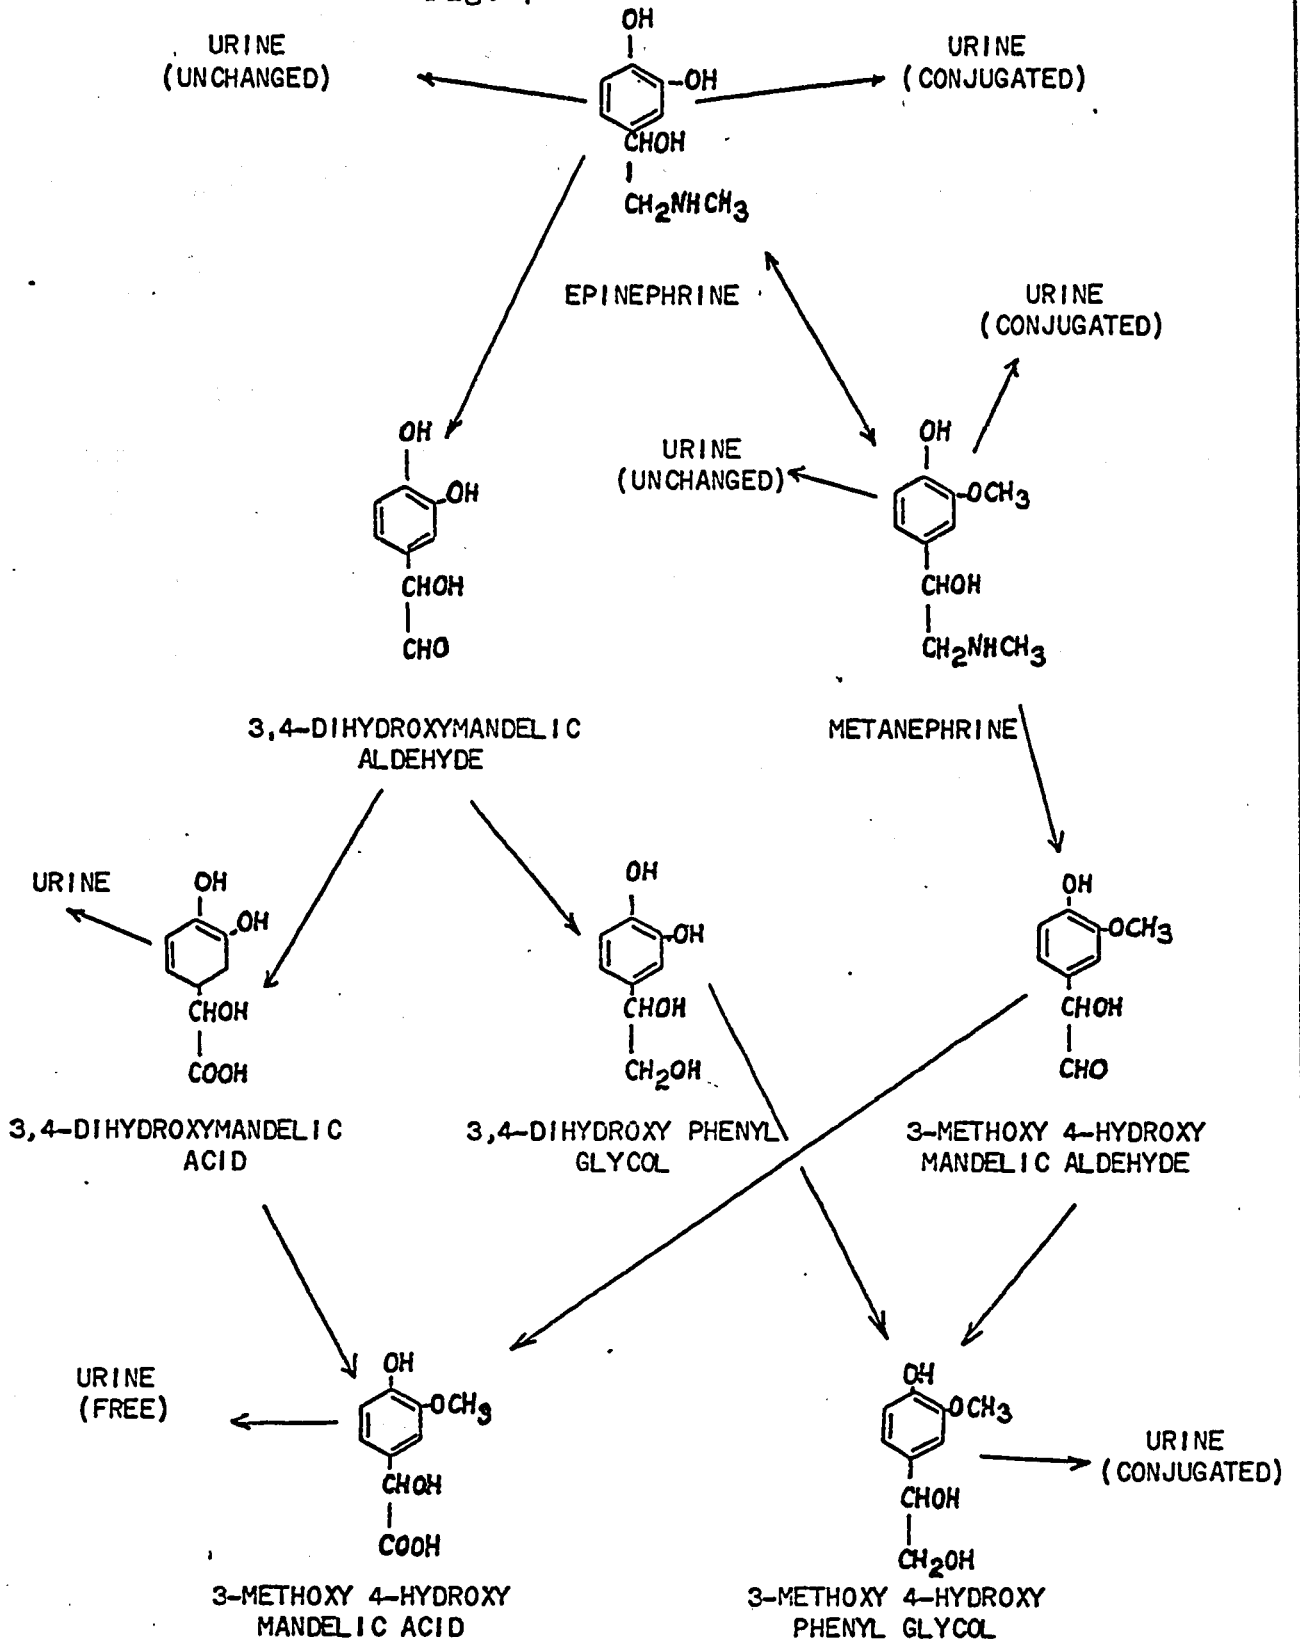 OH
URINE
(UNCHANGED)
-OH
URINE
(CONJUGATED)
CHOH
CH2NHCH3
EPINEPHRINE
URINE
(CONJUGATED)
OH
OH
CHOH
CHO
3,4-DIHYDROXYMANDELIC
ALDEHYDE
URINE
(UNCHANGED)
OH
OCH3
CHOH
CH2NHCH3
METANEPHRINE
URINE
OH
OH
CHOH
COOH
3,4-DIHYDROXYMANDELIC
ACID
OH
OH
CHOH
CH2OH
3,4-DIHYDROXY PHENYL
GLYCOL
OH
OCH3
CHOH
CHO
3-METHOXY 4-HYDROXY
MANDELIC ALDEHYDE
URINE
(FREE)
OH
OCH3
CHOH
COOH
3-METHOXY 4-HYDROXY
MANDELIC ACID
OH
OCH3
CHOH
CH2OH
3-METHOXY 4-HYDROXY
PHENYL GLYCOL
URINE
(CONJUGATED)